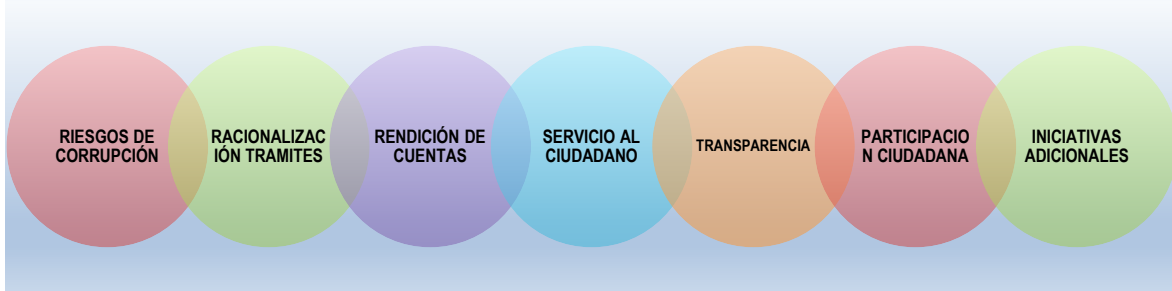 RIESGOS DE
CORRUPCIÓN
RACIONALIZAC
IÓN TRAMITES
RENDICIÓN DE
CUENTAS
SERVICIO AL
CIUDADANO
TRANSPARENCIA
PARTICIPACIO
N CIUDADANA
INICIATIVAS
ADICIONALES